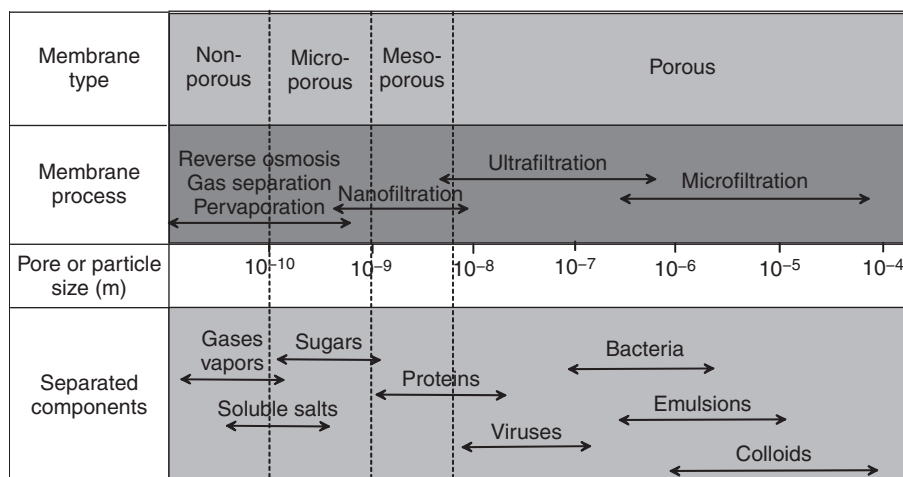 Membrane
type
Non-
porous
Micro-
porous
Meso-
porous
Porous
Membrane
process
Reverse osmosis
Gas separation
Pervaporation
Nanofiltration
Ultrafiltration
Microfiltration
Pore or particle
size (m)
10⁻¹⁰
10⁻⁹
10⁻⁸
10⁻⁷
10⁻⁶
10⁻⁵
10⁻⁴
Separated
components
Gases
vapors
Sugars
Soluble salts
Proteins
Viruses
Bacteria
Emulsions
Colloids